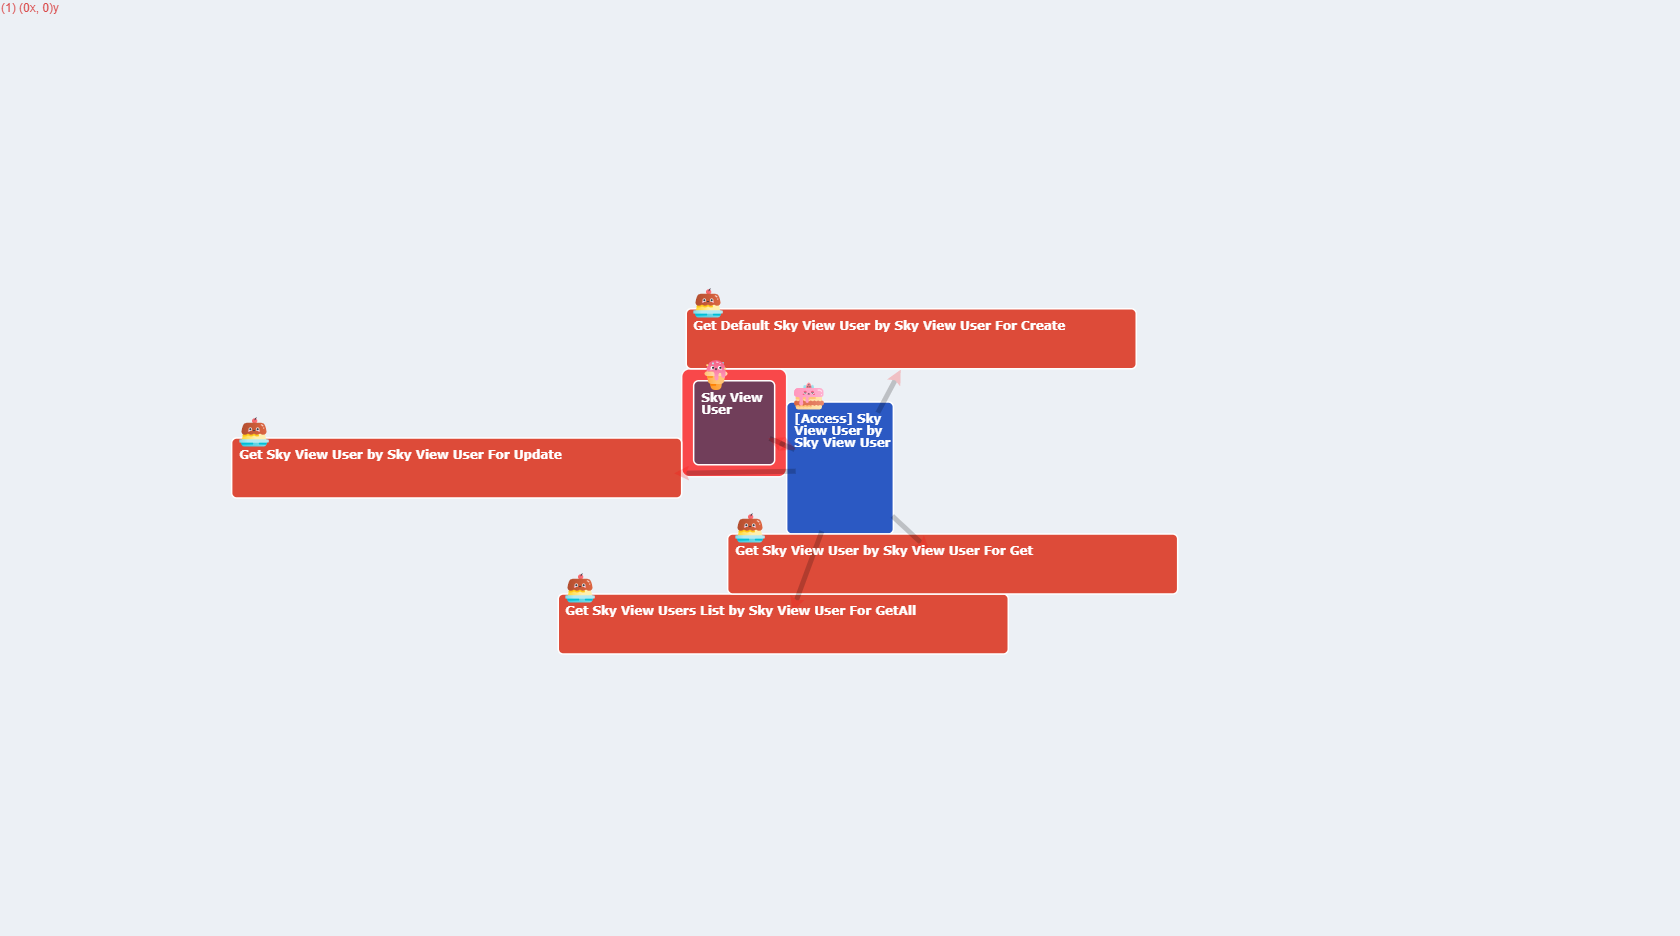 (1) (0x, 0)y
Get Default Sky View User by Sky View User For Create
Sky View
User
[Access] Sky
View User by
Sky View User
Get Sky View User by Sky View User For Update
Get Sky View User by Sky View User For Get
Get Sky View Users List by Sky View User For GetAll